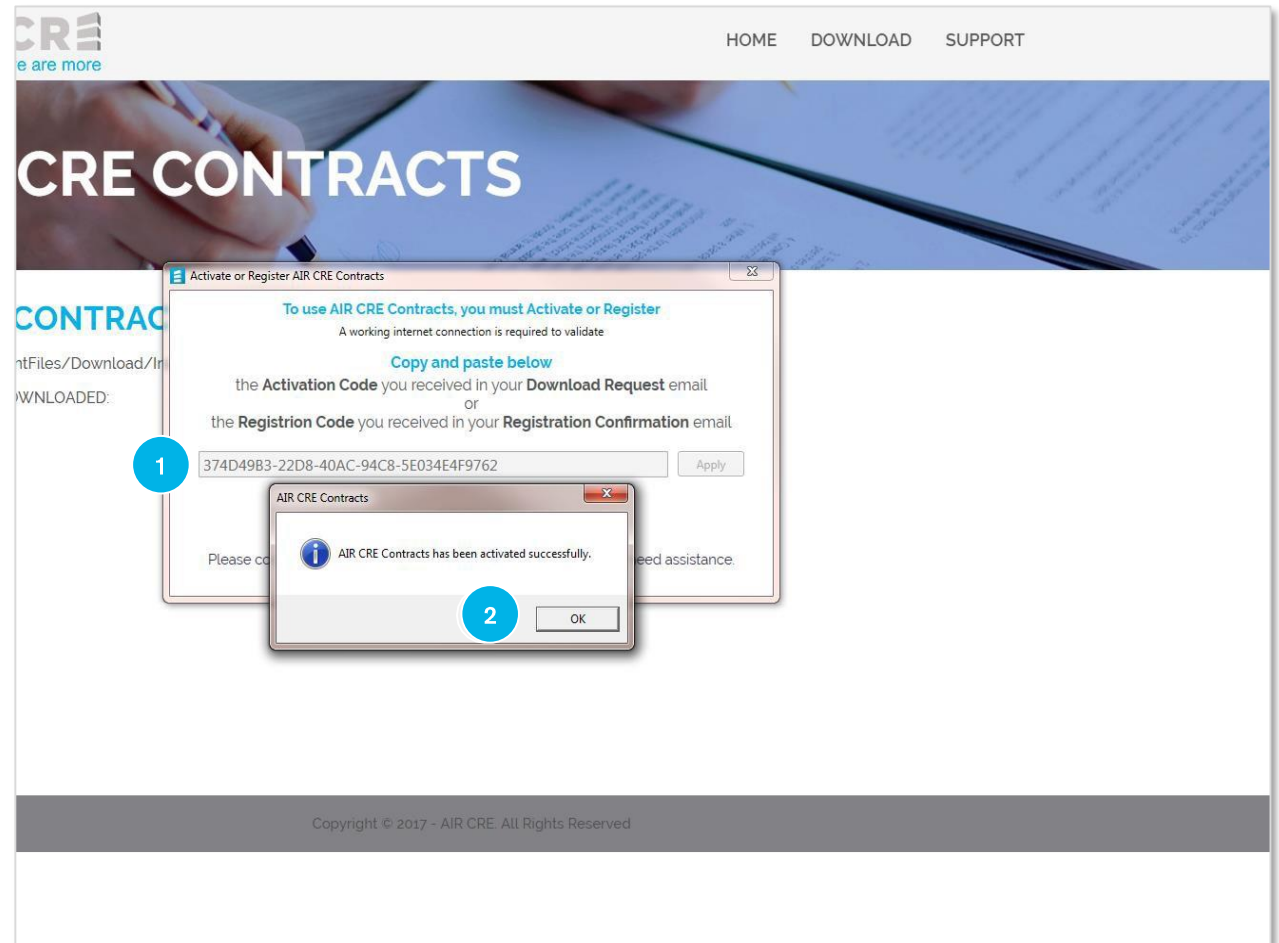 CRE
e are more
HOME DOWNLOAD SUPPORT
CRE CONTRACTS
CONTRAC
ntFiles/Download/In
WNLOADED:
Activate or Register AIR CRE Contracts
To use AIR CRE Contracts, you must Activate or Register
A working internet connection is required to validate
Copy and paste below
the Activation Code you received in your Download Request email
or
the Registrion Code you received in your Registration Confirmation email
1
374D49B3-22D8-40AC-94C8-5E034E4F9762 Apply
AIR CRE Contracts
AIR CRE Contracts has been activated successfully.
Please co eed assistance.
2 OK
Copyright © 2017 - AIR CRE. All Rights Reserved